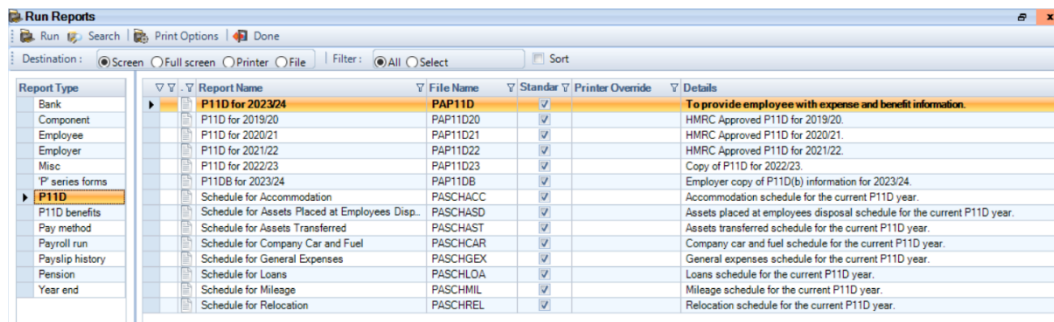 Run Reports
Run Search Print Options Done
Destination : Screen Full screen Printer File Filter : All Select Sort
Report Type
Bank
Component
Employee
Employer
Misc
'P' series forms
P11D
P11D benefits
Pay method
Payroll run
Payslip history
Pension
Year end
Report Name File Name Standar Printer Override Details
P11D for 2023/24 PAP11D To provide employee with expense and benefit information.
P11D for 2019/20 PAP11D20 HMRC Approved P11D for 2019/20.
P11D for 2020/21 PAP11D21 HMRC Approved P11D for 2020/21.
P11D for 2021/22 PAP11D22 HMRC Approved P11D for 2021/22.
P11D for 2022/23 PAP11D23 Copy of P11D for 2022/23.
P11DB for 2023/24 PAP11DB Employer copy of P11D(b) information for 2023/24.
Schedule for Accommodation PASCHACC Accommodation schedule for the current P11D year.
Schedule for Assets Placed at Employees Disp... PASCHASD Assets placed at employees disposal schedule for the current P11D year.
Schedule for Assets Transferred PASCHAST Assets transferred schedule for the current P11D year.
Schedule for Company Car and Fuel PASCHCAR Company car and fuel schedule for the current P11D year.
Schedule for General Expenses PASCHGEX General expenses schedule for the current P11D year.
Schedule for Loans PASCHLOA Loans schedule for the current P11D year.
Schedule for Mileage PASCHMIL Mileage schedule for the current P11D year.
Schedule for Relocation PASCHREL Relocation schedule for the current P11D year.